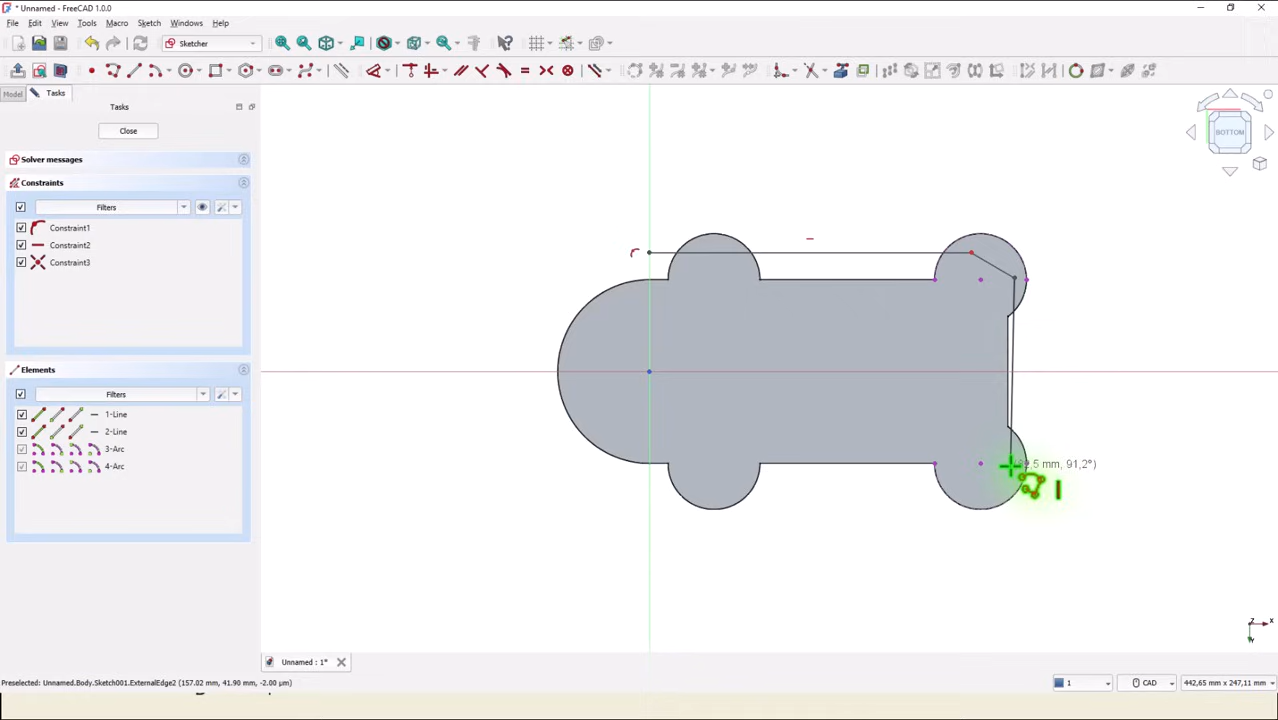 * Unnamed - FreeCAD 1.0.0
File Edit View Tools Macro Sketch Windows Help
Sketcher
Model Tasks
Tasks
Close
Solver messages
Constraints
Filters
Constraint1
Constraint2
Constraint3
Elements
Filters
1-Line
2-Line
3-Arc
4-Arc
BOTTOM
2,5 mm, 91,2°)
Z X
Y
Unnamed : 1*
Preselected: Unnamed.Body.Sketch001.ExternalEdge2 (157.02 mm, 41.90 mm, -2.00 µm)
1 CAD 442,65 mm x 247,11 mm